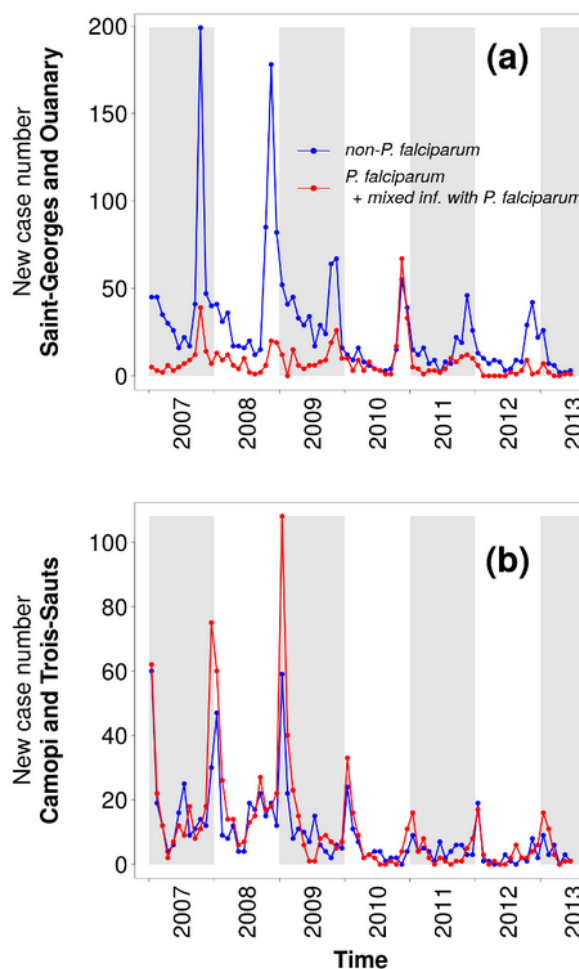 (a)
New case number
Saint-Georges and Ouanary
200
150
100
50
0
non-P. falciparum
P. falciparum
+ mixed inf. with P. falciparum
2007
2008
2009
2010
2011
2012
2013
(b)
New case number
Camopi and Trois-Sauts
100
80
60
40
20
0
2007
2008
2009
2010
2011
2012
2013
Time